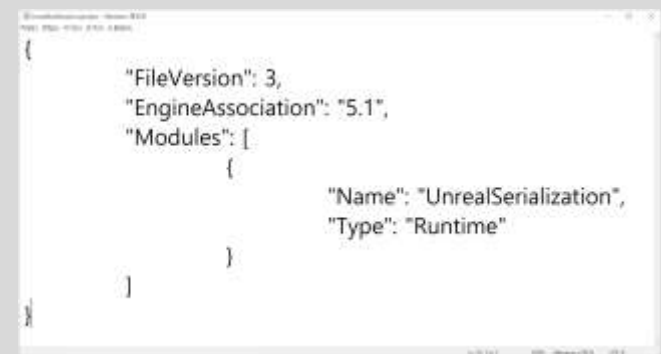 {
"FileVersion": 3,
"EngineAssociation": "5.1",
"Modules": [
{
"Name": "UnrealSerialization",
"Type": "Runtime"
}
]
}